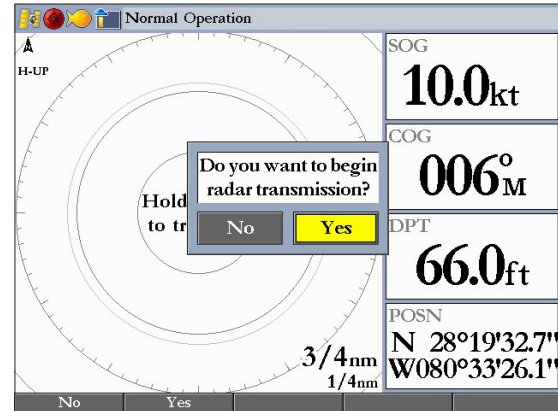 Normal Operation
H-UP
SOG
10.0kt
COG
006°M
Do you want to begin
radar transmission?
Hold
to tr
No Yes
DPT
66.0ft
POSN
N 28°19'32.7"
W080°33'26.1"
3/4nm
1/4nm
No Yes